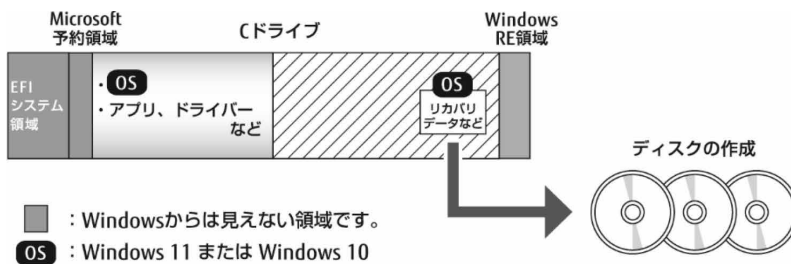 Microsoft
予約領域
Cドライブ
Windows
RE領域
EFI
システム
領域
・OS
・アプリ、ドライバー
など
OS
リカバリ
データなど
ディスクの作成
：Windowsからは見えない領域です。
OS：Windows 11 または Windows 10